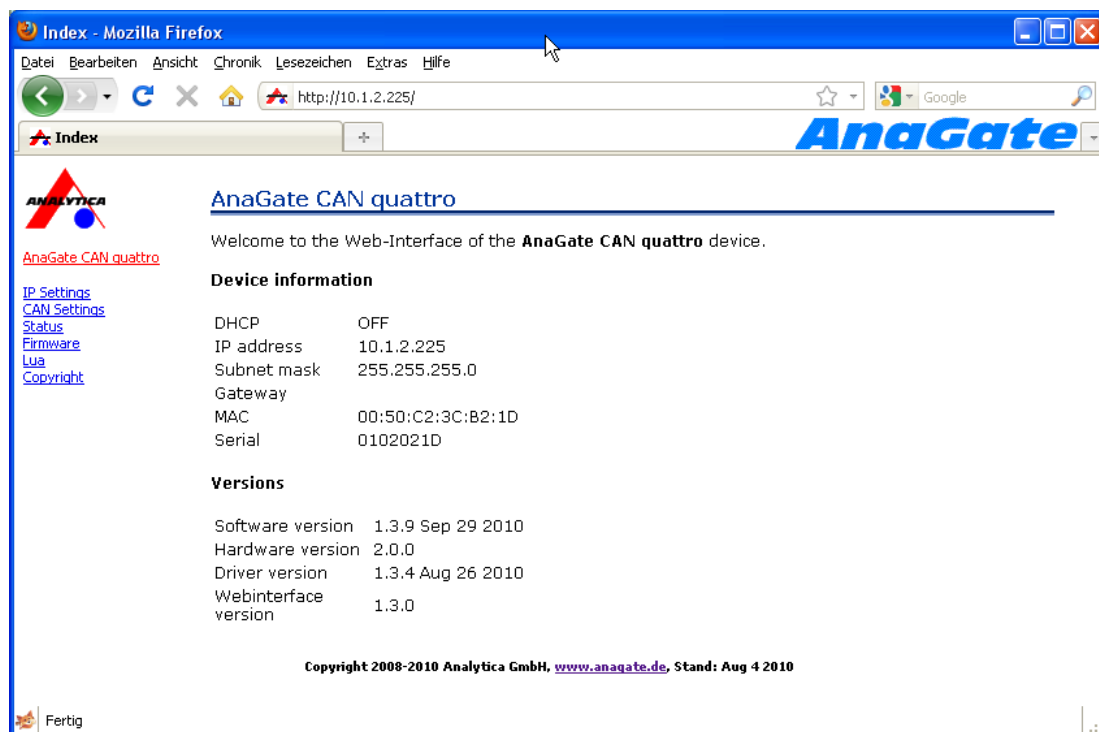 Index - Mozilla Firefox
Datei Bearbeiten Ansicht Chronik Lesezeichen Extras Hilfe
http://10.1.2.225/
Google
Index
AnaGate
ANALYTICA
AnaGate CAN quattro
IP Settings
CAN Settings
Status
Firmware
Lua
Copyright
AnaGate CAN quattro
Welcome to the Web-Interface of the AnaGate CAN quattro device.
Device information
DHCP OFF
IP address 10.1.2.225
Subnet mask 255.255.255.0
Gateway
MAC 00:50:C2:3C:B2:1D
Serial 0102021D
Versions
Software version 1.3.9 Sep 29 2010
Hardware version 2.0.0
Driver version 1.3.4 Aug 26 2010
Webinterface
version 1.3.0
Copyright 2008-2010 Analytica GmbH, www.anagate.de, Stand: Aug 4 2010
Fertig